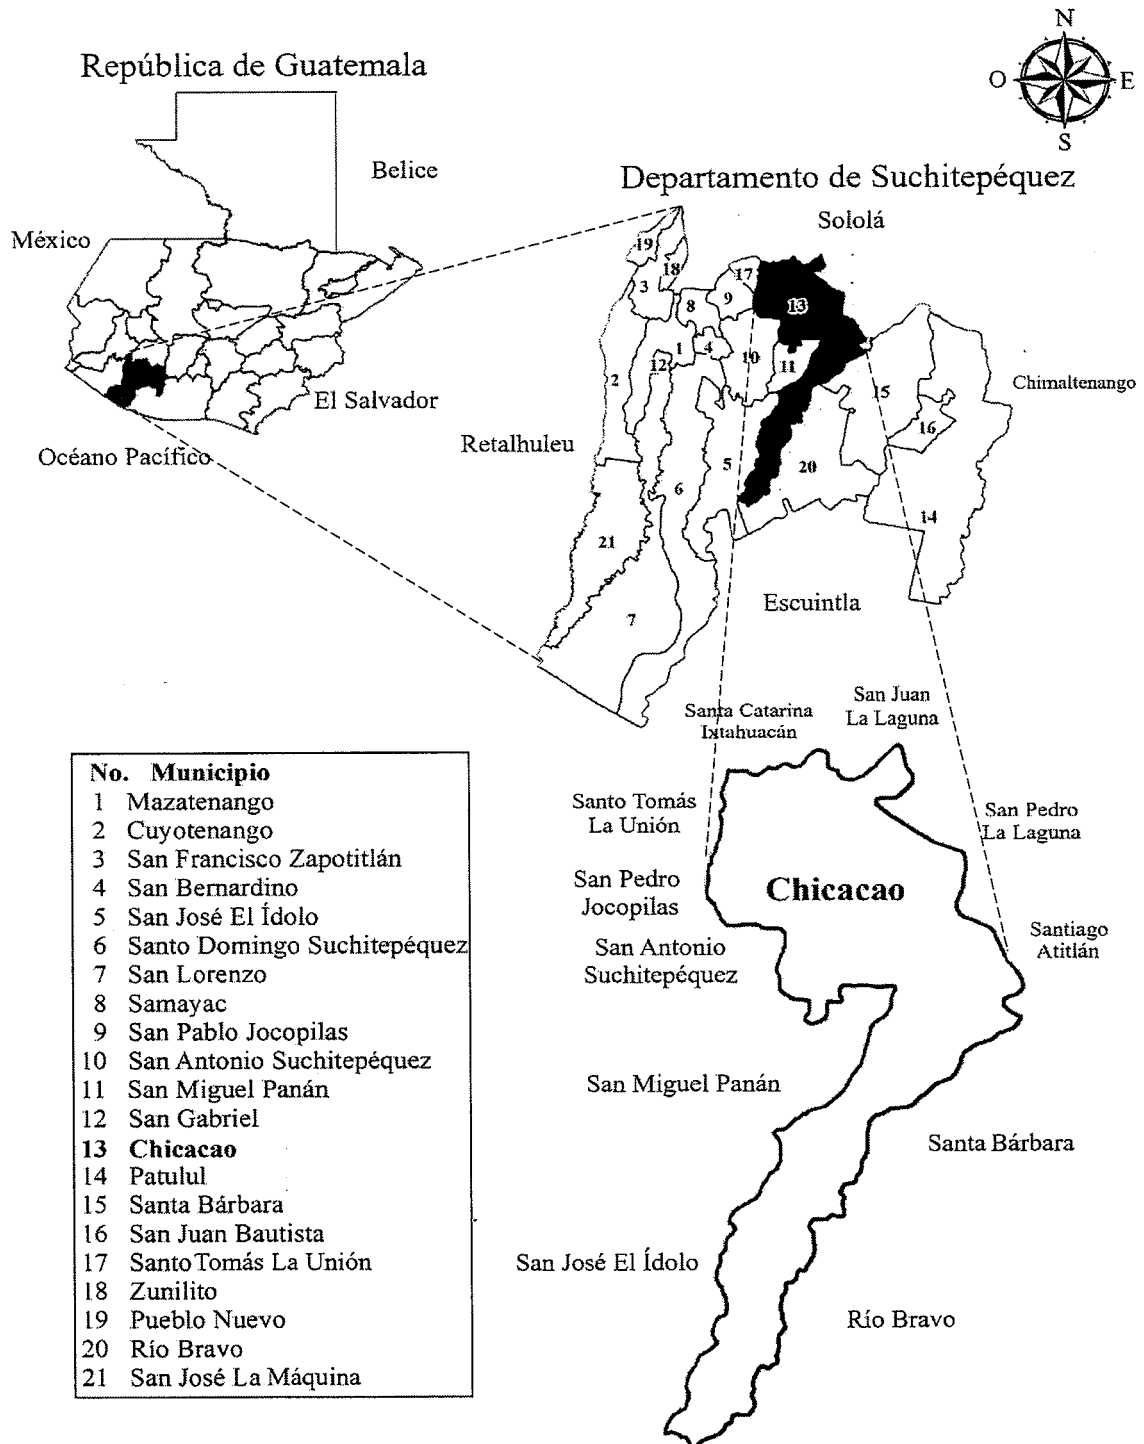 N
O
E
S
República de Guatemala
Belice
México
El Salvador
Océano Pacífico
Departamento de Suchitepéquez
Sololá
19
18
17
3
8
9
13
1
4
10
11
12
2
15
16
Chimaltenango
Retalhuleu
5
20
6
14
21
7
Escuintla
San Juan
La Laguna
Santa Catarina
Ixtahuacán
Santo Tomás
La Unión
San Pedro
La Laguna
San Pedro
Jocopilas
Chicacao
San Antonio
Suchitepéquez
Santiago
Atitlán
San Miguel Panán
Santa Bárbara
San José El Ídolo
Río Bravo
No. Municipio
1 Mazatenango
2 Cuyotenango
3 San Francisco Zapotitlán
4 San Bernardino
5 San José El Ídolo
6 Santo Domingo Suchitepéquez
7 San Lorenzo
8 Samayac
9 San Pablo Jocopilas
10 San Antonio Suchitepéquez
11 San Miguel Panán
12 San Gabriel
13 Chicacao
14 Patulul
15 Santa Bárbara
16 San Juan Bautista
17 Santo Tomás La Unión
18 Zunilito
19 Pueblo Nuevo
20 Río Bravo
21 San José La Máquina